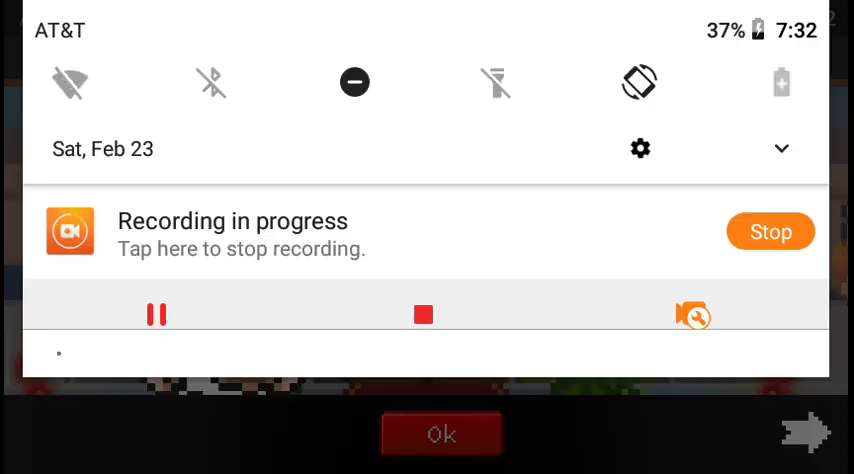 AT&T
37% 7:32
Sat, Feb 23
Recording in progress
Tap here to stop recording.
Stop
Ok